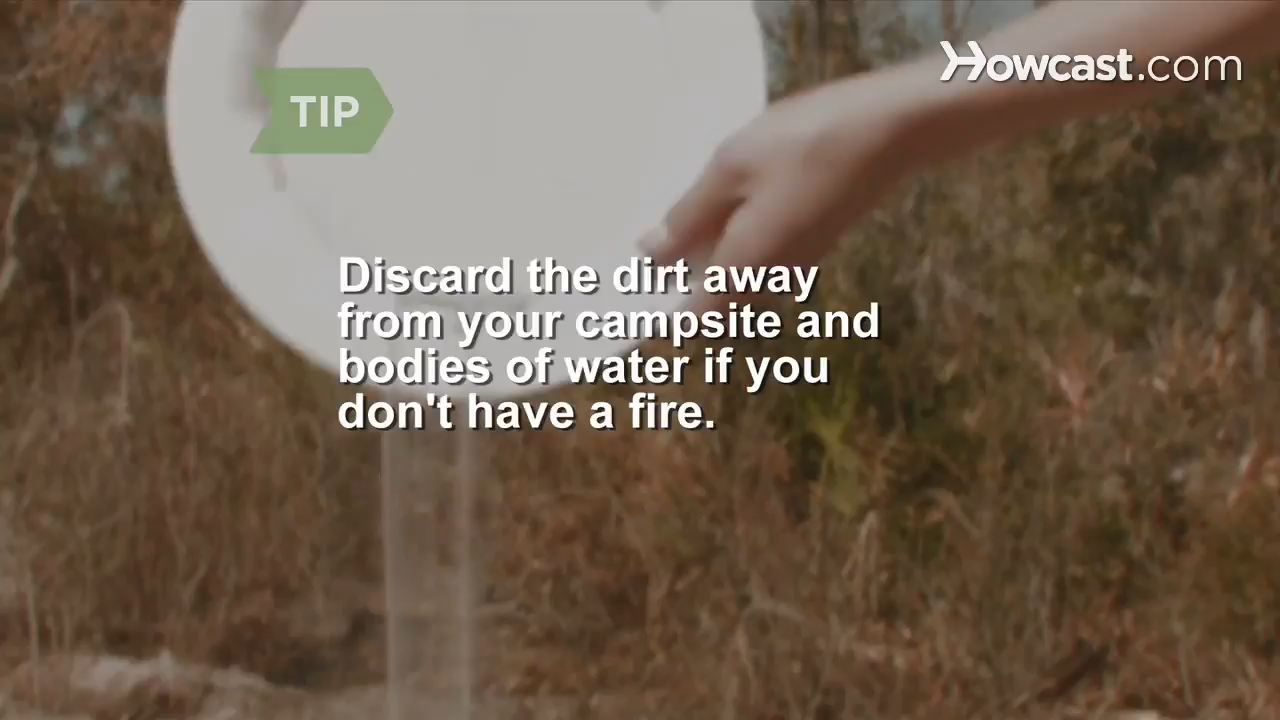 Howcast.com
TIP
Discard the dirt away
from your campsite and
bodies of water if you
don't have a fire.